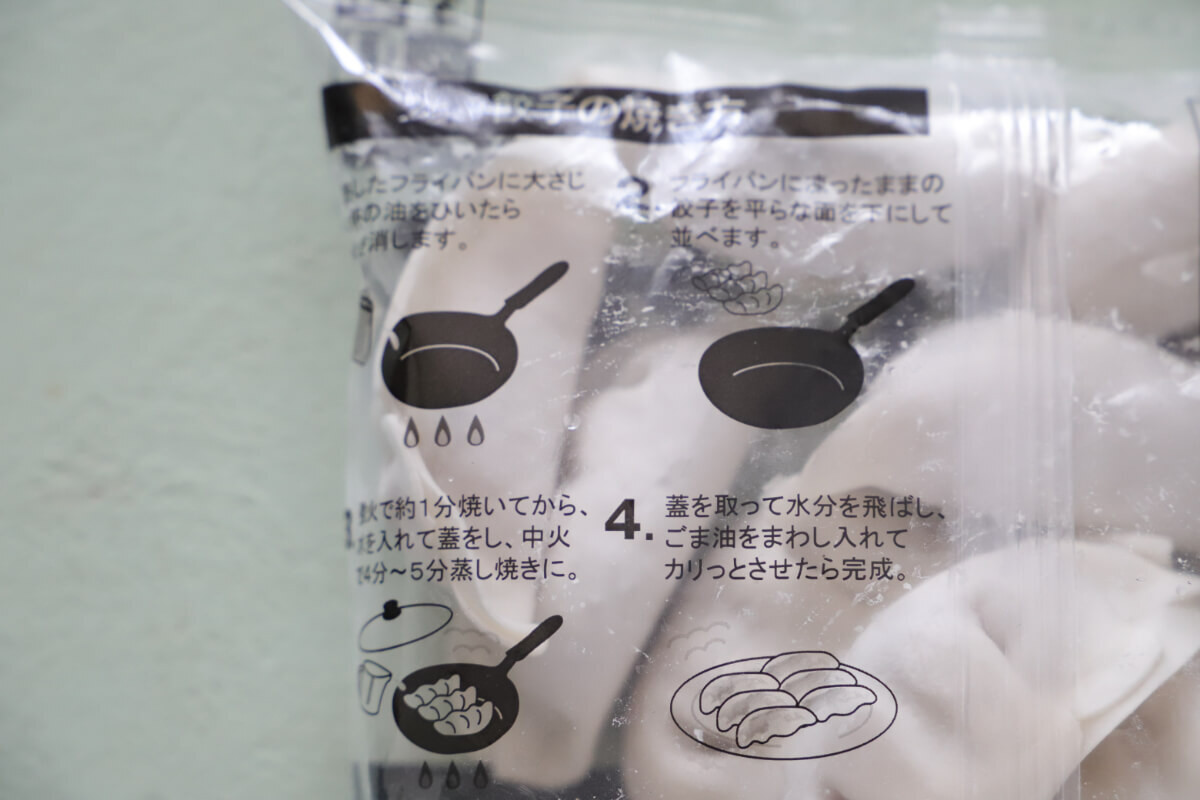 餃子の焼き方
したフライパンに大さじ
の油をひいたら
消します。
2.
フライパンに凍ったままの
餃子を平らな面を下にして
並べます。
火で約1分焼いてから、
を入れて蓋をし、中火
で4分～5分蒸し焼きに。
4.
蓋を取って水分を飛ばし、
ごま油をまわし入れて
カリっとさせたら完成。